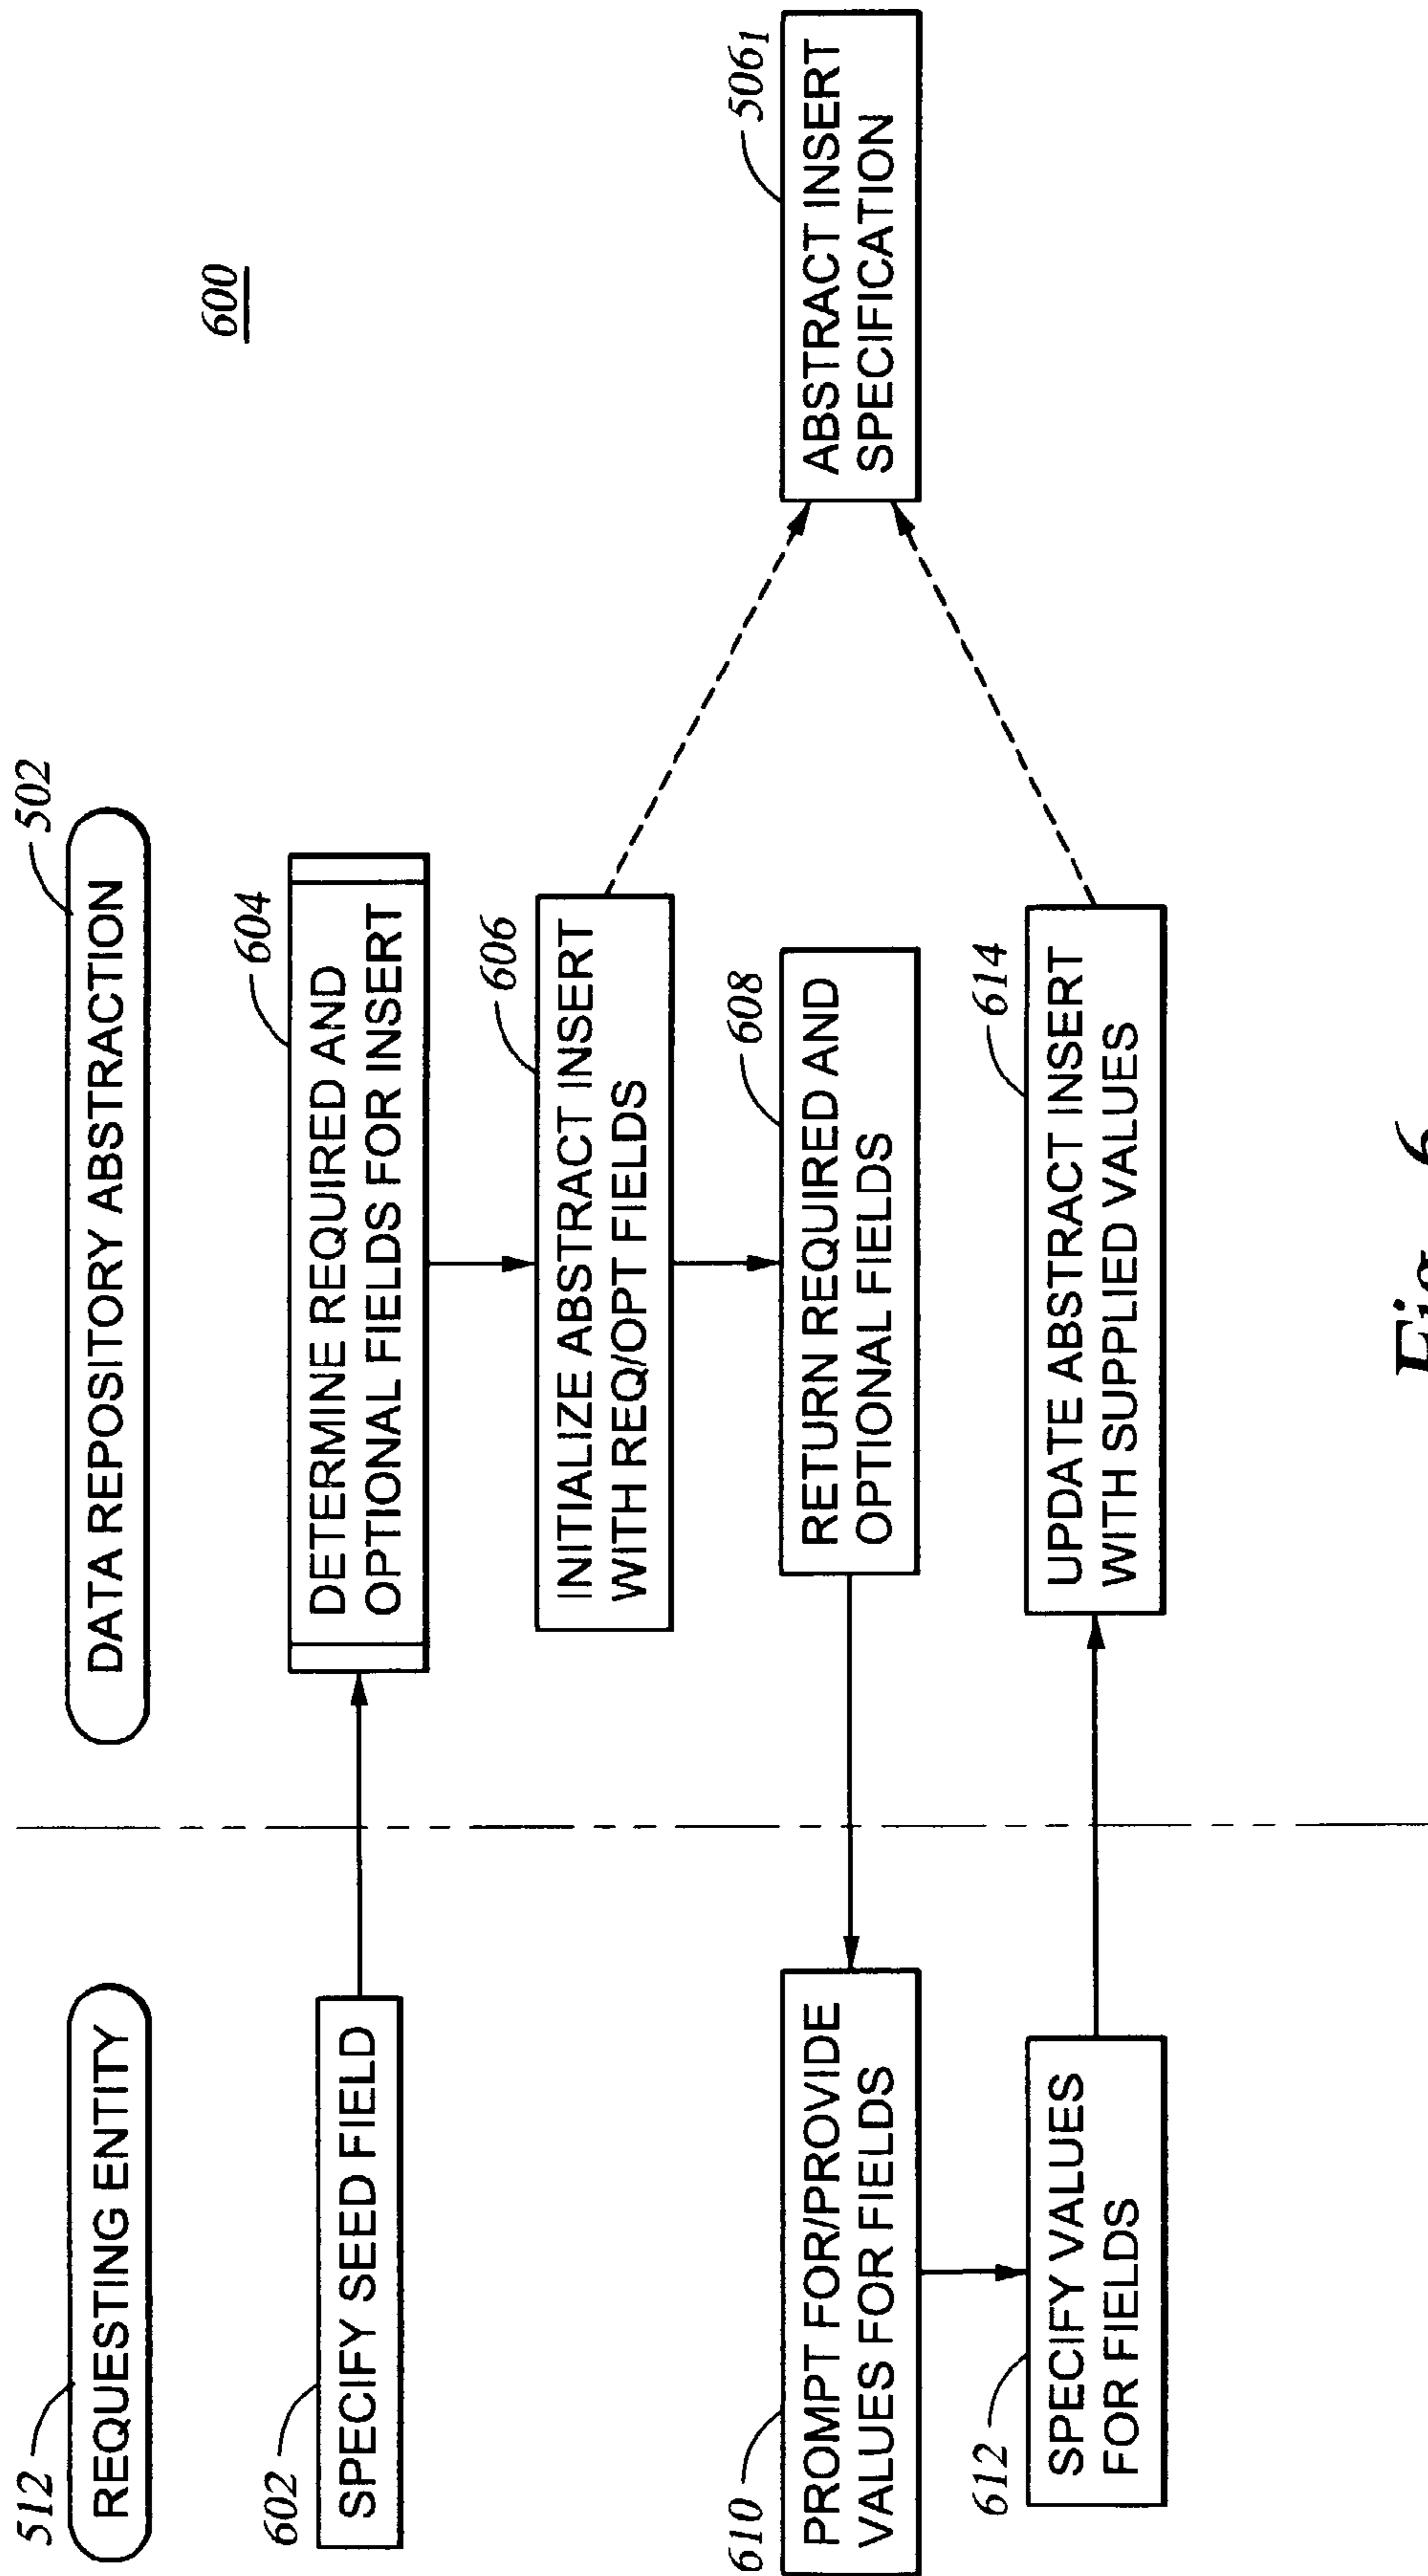 600
512
REQUESTING ENTITY
502
DATA REPOSITORY ABSTRACTION
602
SPECIFY SEED FIELD
604
DETERMINE REQUIRED AND
OPTIONAL FIELDS FOR INSERT
606
INITIALIZE ABSTRACT INSERT
WITH REQ/OPT FIELDS
608
RETURN REQUIRED AND
OPTIONAL FIELDS
610
PROMPT FOR/PROVIDE
VALUES FOR FIELDS
612
SPECIFY VALUES
FOR FIELDS
614
UPDATE ABSTRACT INSERT
WITH SUPPLIED VALUES
506₁
ABSTRACT INSERT
SPECIFICATION
Fig. 6